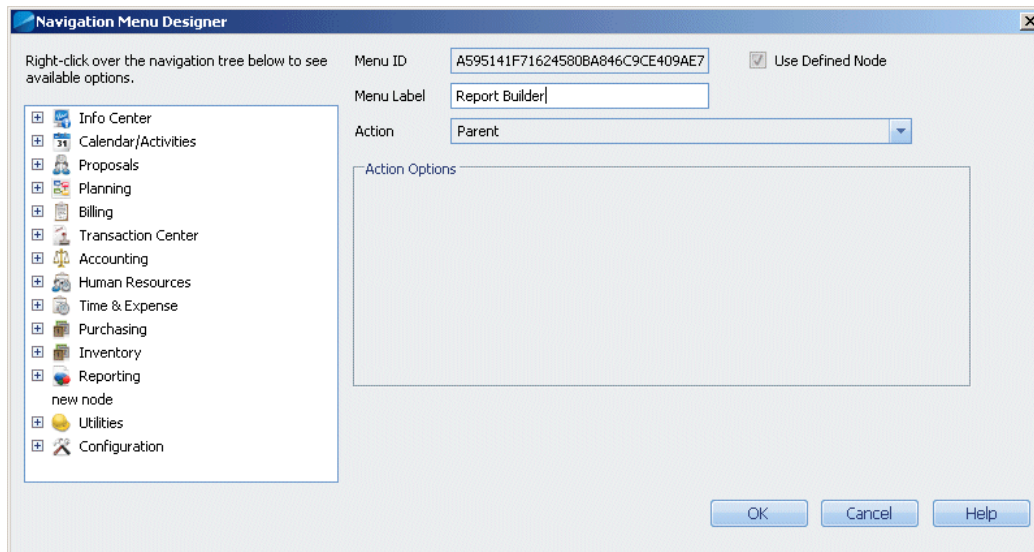 Navigation Menu Designer
Right-click over the navigation tree below to see
available options.
Menu ID
A595141F71624580BA846C9CE409AE7
Use Defined Node
Menu Label
Report Builder
Action
Parent
Action Options
Info Center
31
Calendar/Activities
Proposals
Planning
Billing
Transaction Center
Accounting
Human Resources
Time & Expense
Purchasing
Inventory
Reporting
new node
Utilities
Configuration
OK
Cancel
Help